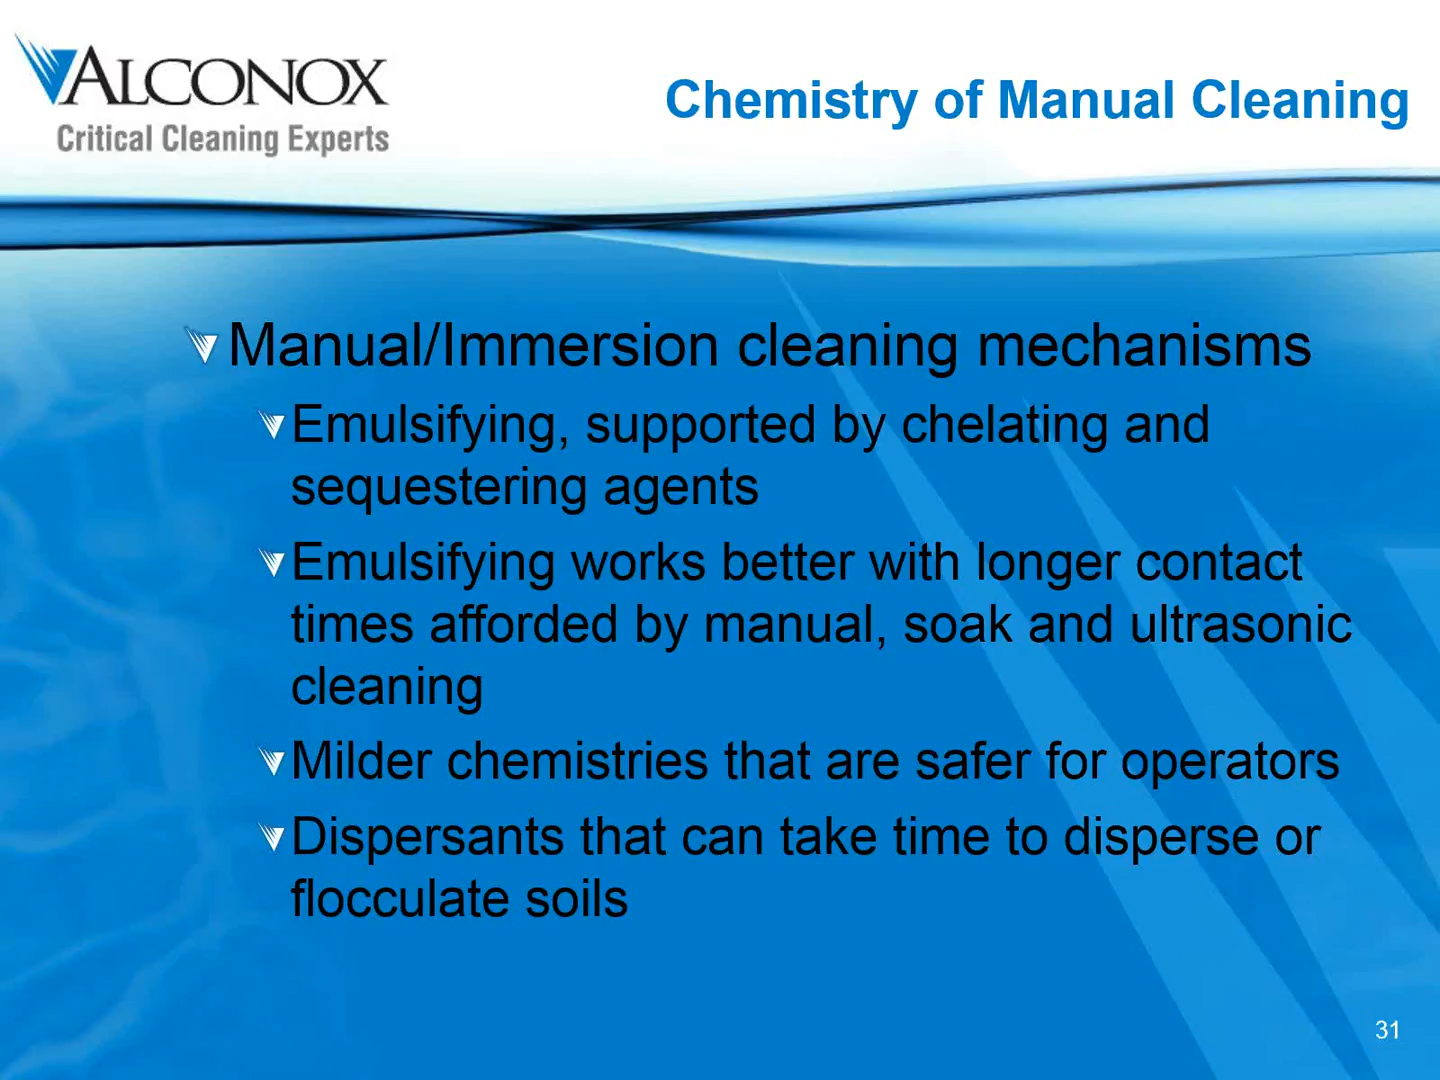 ALCONOX
Critical Cleaning Experts
Chemistry of Manual Cleaning
Manual/Immersion cleaning mechanisms
Emulsifying, supported by chelating and
sequestering agents
Emulsifying works better with longer contact
times afforded by manual, soak and ultrasonic
cleaning
Milder chemistries that are safer for operators
Dispersants that can take time to disperse or
flocculate soils
31